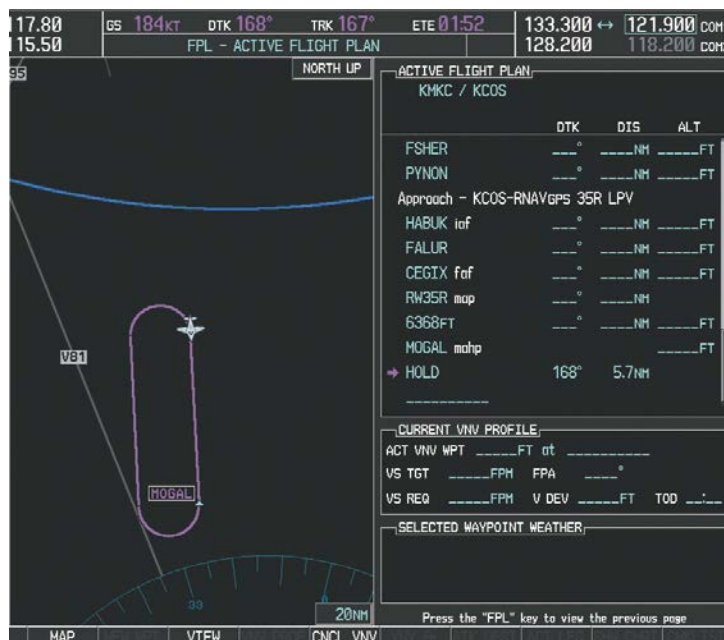 117.80 GS 184KT DTK 168° TRK 167° ETE 01:52 133.300 ↔ 121.900 COM
115.50 FPL - ACTIVE FLIGHT PLAN 128.200 118.200 COM
95
NORTH UP
V81
MOGAL
33
20NM
ACTIVE FLIGHT PLAN
KMKC / KCOS
DTK DIS ALT
FSHER ___° ____NM _____FT
PYNON ___° ____NM _____FT
Approach - KCOS-RNAVGPS 35R LPV
HABUK iaf ___° ____NM _____FT
FALUR ___° ____NM _____FT
CEGIX faf ___° ____NM _____FT
RW35R map ___° ____NM
6368FT ___° ____NM _____FT
MOGAL mahp _____FT
HOLD 168° 5.7NM
__________
CURRENT VNV PROFILE
ACT VNV WPT _____FT at __________
VS TGT _____FPM FPA ____°
VS REQ _____FPM V DEV _____FT TOD __:__
SELECTED WAYPOINT WEATHER
Press the "FPL" key to view the previous page
MAP VIEW CNCL VNV